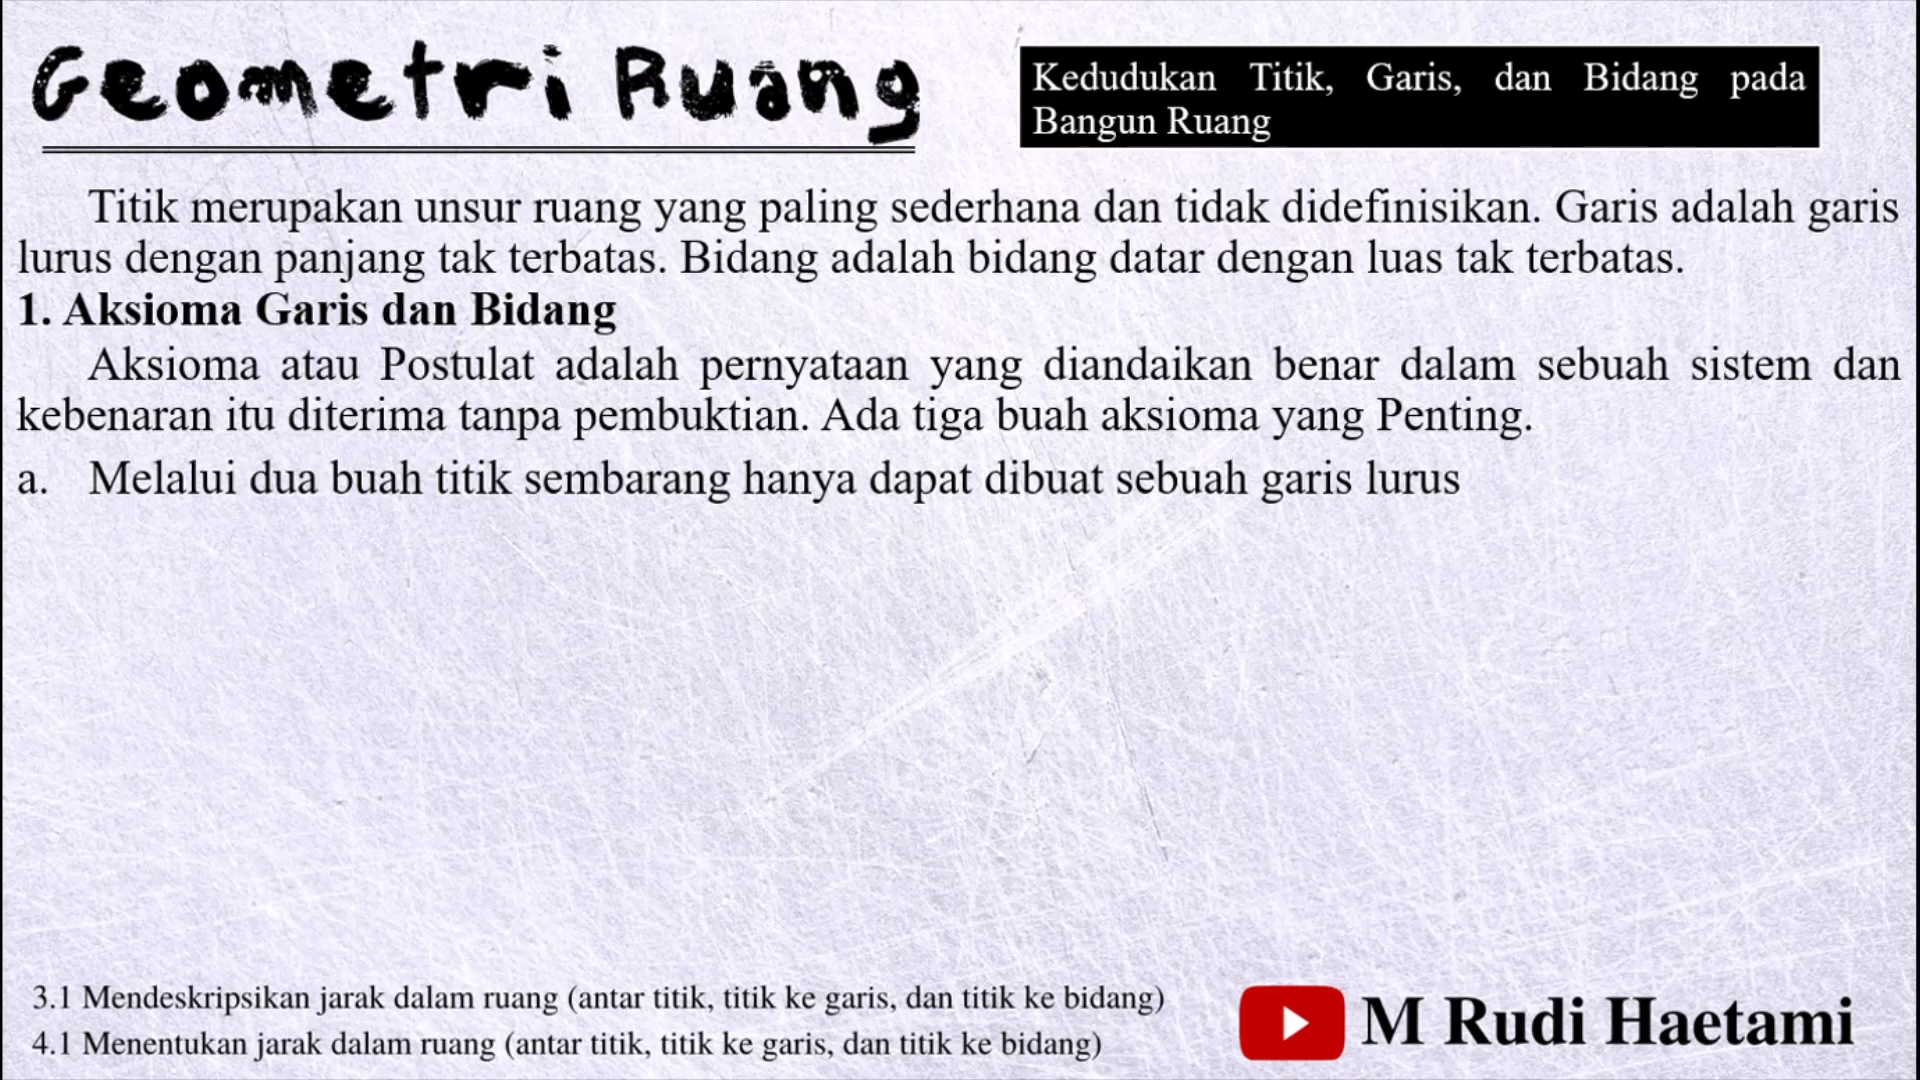 Geometri Ruang
Kedudukan Titik, Garis, dan Bidang pada
Bangun Ruang
Titik merupakan unsur ruang yang paling sederhana dan tidak didefinisikan. Garis adalah garis
lurus dengan panjang tak terbatas. Bidang adalah bidang datar dengan luas tak terbatas.
1. Aksioma Garis dan Bidang
Aksioma atau Postulat adalah pernyataan yang diandaikan benar dalam sebuah sistem dan
kebenaran itu diterima tanpa pembuktian. Ada tiga buah aksioma yang Penting.
a. Melalui dua buah titik sembarang hanya dapat dibuat sebuah garis lurus
3.1 Mendeskripsikan jarak dalam ruang (antar titik, titik ke garis, dan titik ke bidang)
4.1 Menentukan jarak dalam ruang (antar titik, titik ke garis, dan titik ke bidang)
M Rudi Haetami